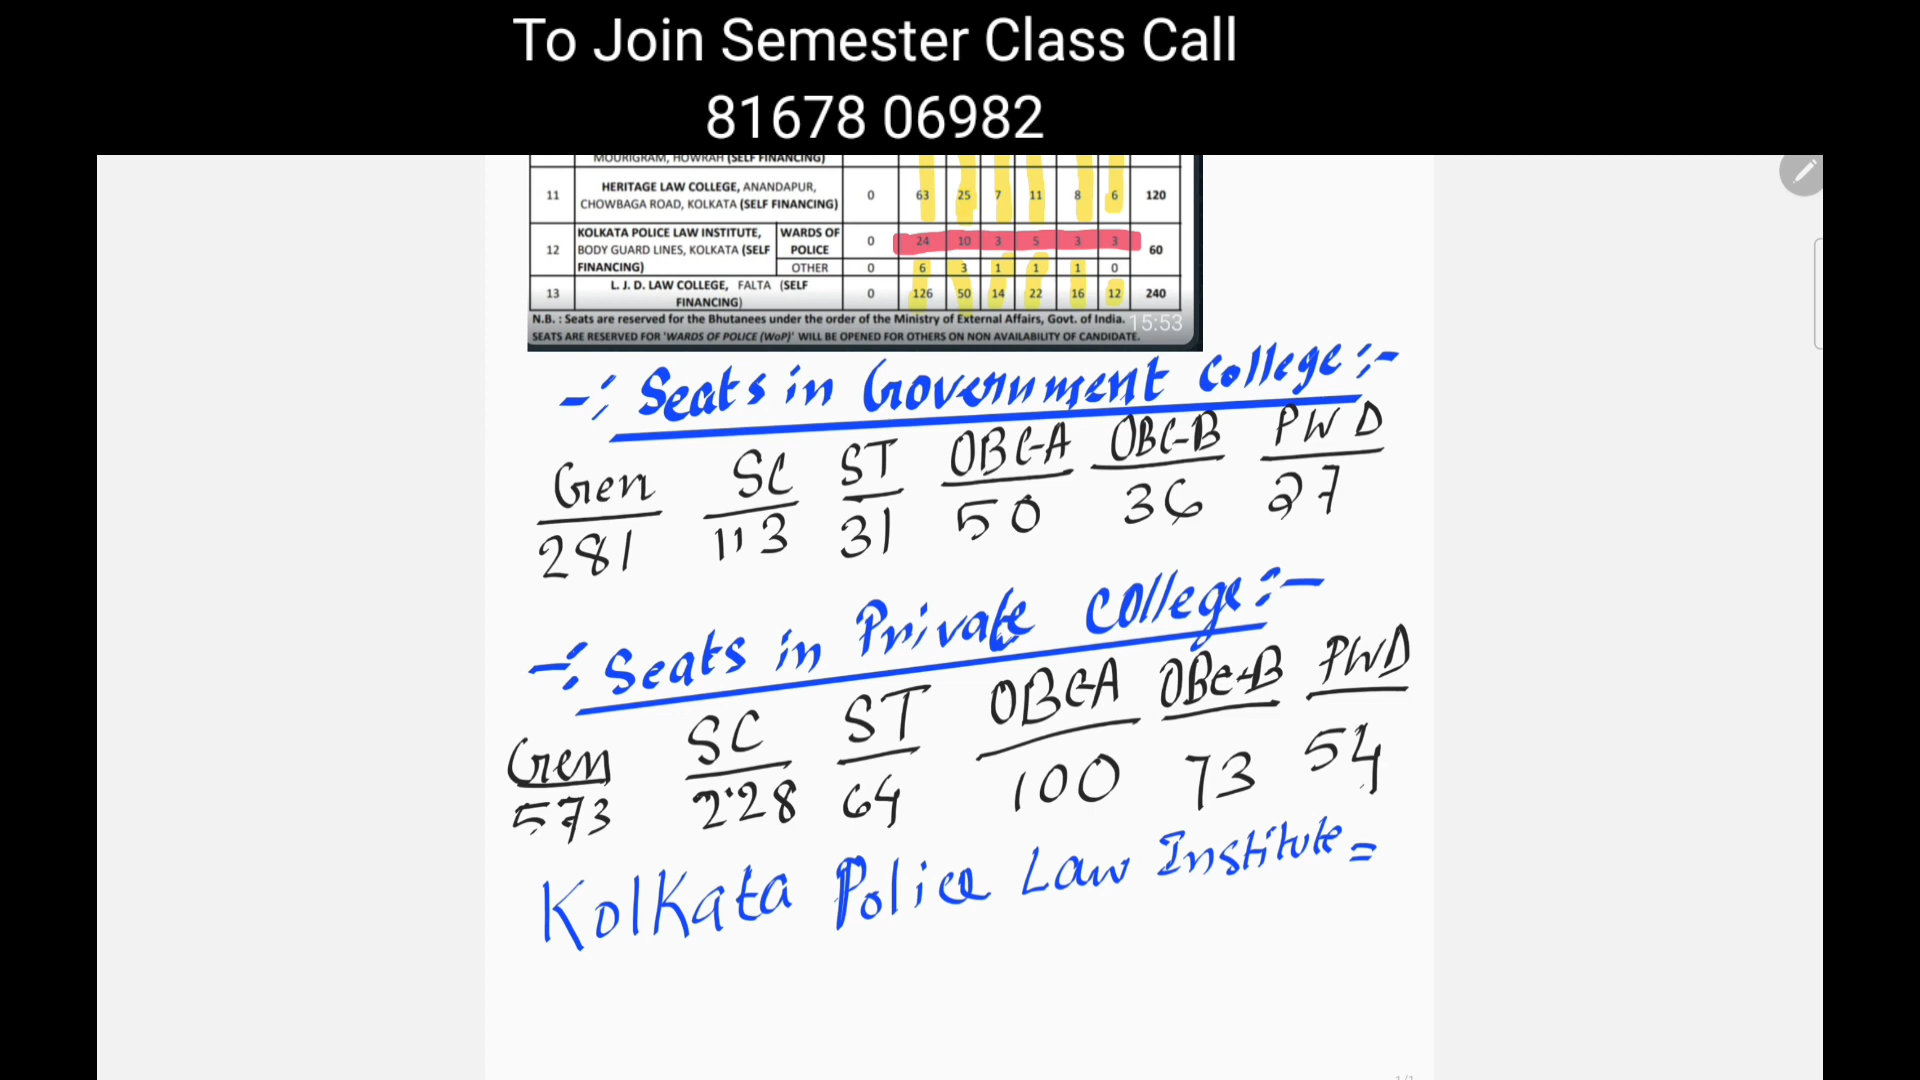 To Join Semester Class Call
81678 06982
MOURIGRAM, HOWRAH (SELF FINANCING)
11 HERITAGE LAW COLLEGE, ANANDAPUR, CHOWBAGA ROAD, KOLKATA (SELF FINANCING) 0 63 25 7 11 8 6 120
12 KOLKATA POLICE LAW INSTITUTE, BODY GUARD LINES, KOLKATA (SELF FINANCING) WARDS OF POLICE 0 24 10 3 5 3 3 60
OTHER 0 6 3 1 1 1 0
13 L. J. D. LAW COLLEGE, FALTA (SELF FINANCING) 0 126 50 14 22 16 12 240
N.B. : Seats are reserved for the Bhutanees under the order of the Ministry of External Affairs, Govt. of India. 15:53
SEATS ARE RESERVED FOR 'WARDS OF POLICE (WoP)' WILL BE OPENED FOR OTHERS ON NON AVAILABILITY OF CANDIDATE.
-: Seats in Government College :-
Gen SC ST OBC-A OBC-B PWD
281 113 31 50 36 27
-: Seats in Private College :-
Gen SC ST OBC-A OBC-B PWD
573 228 64 100 73 54
Kolkata Police Law Institute =
1/1